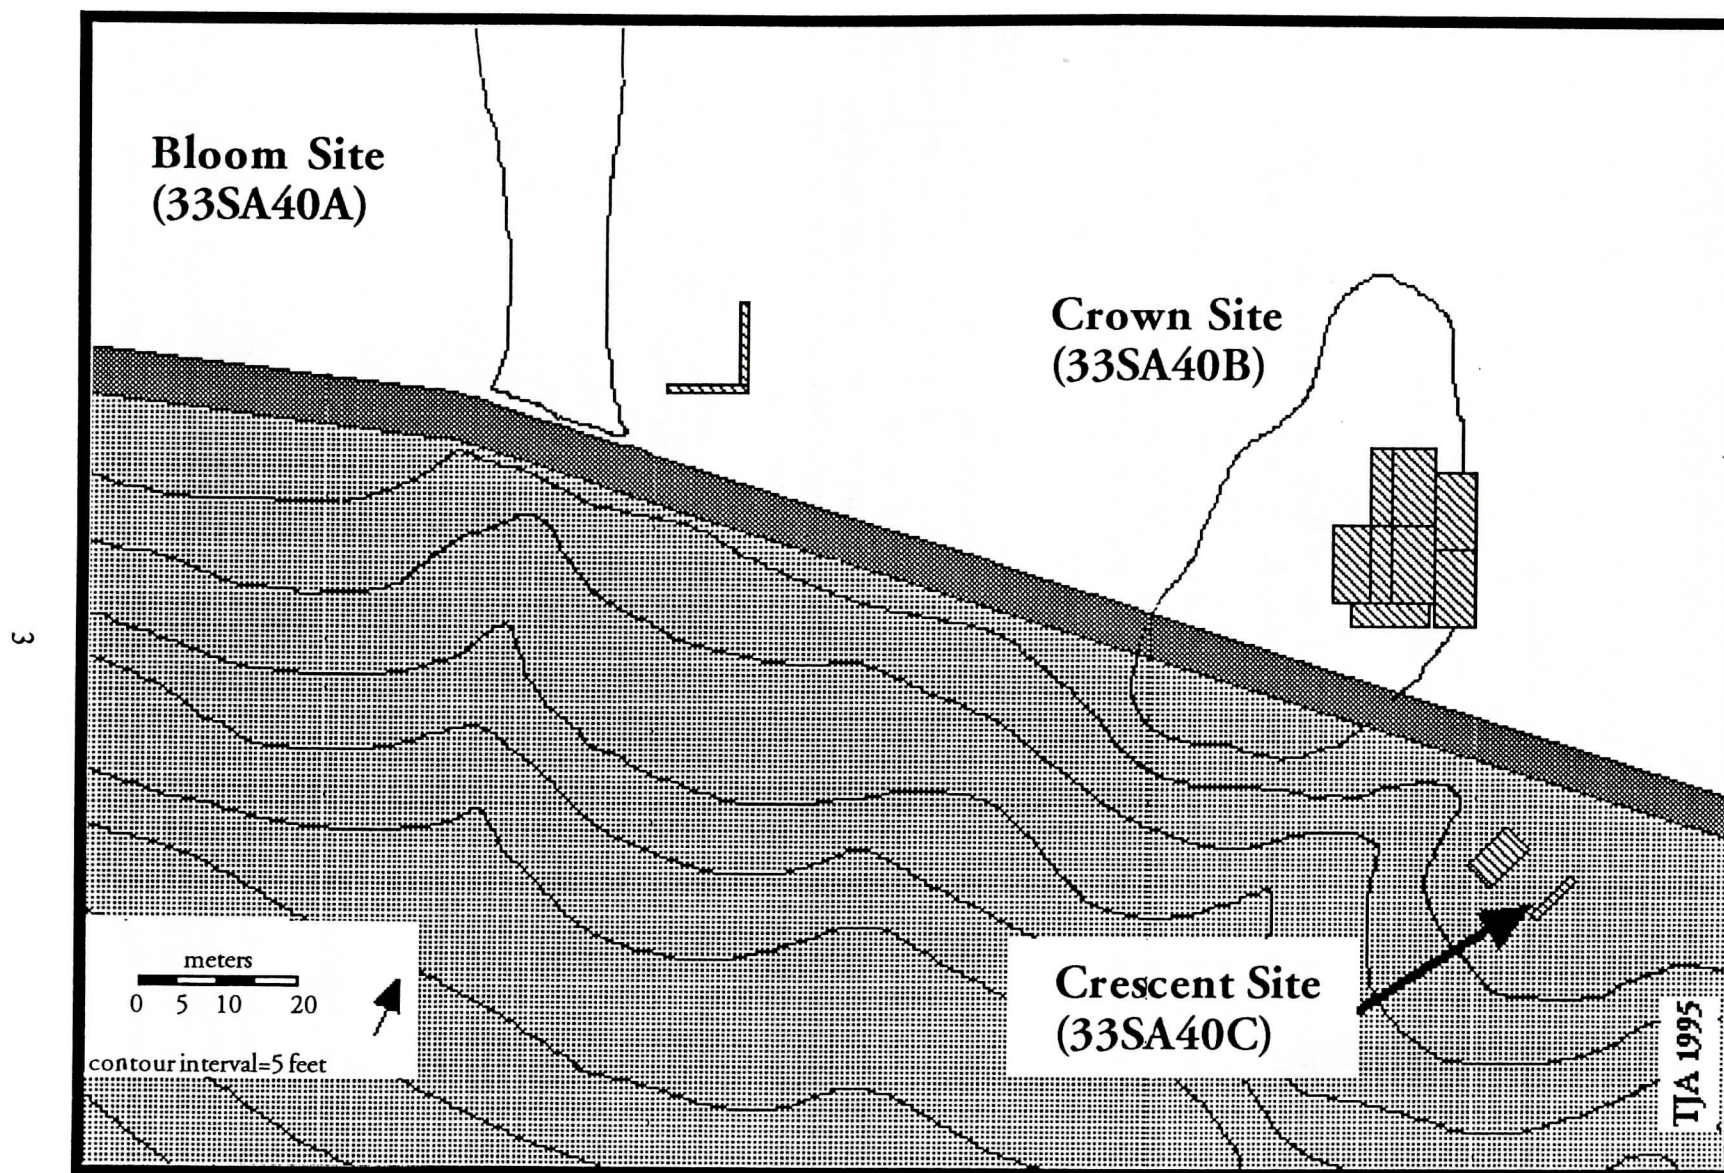 Bloom Site
(33SA40A)
Crown Site
(33SA40B)
3
meters
0 5 10 20
contour interval=5 feet
Crescent Site
(33SA40C)
TJA 1995